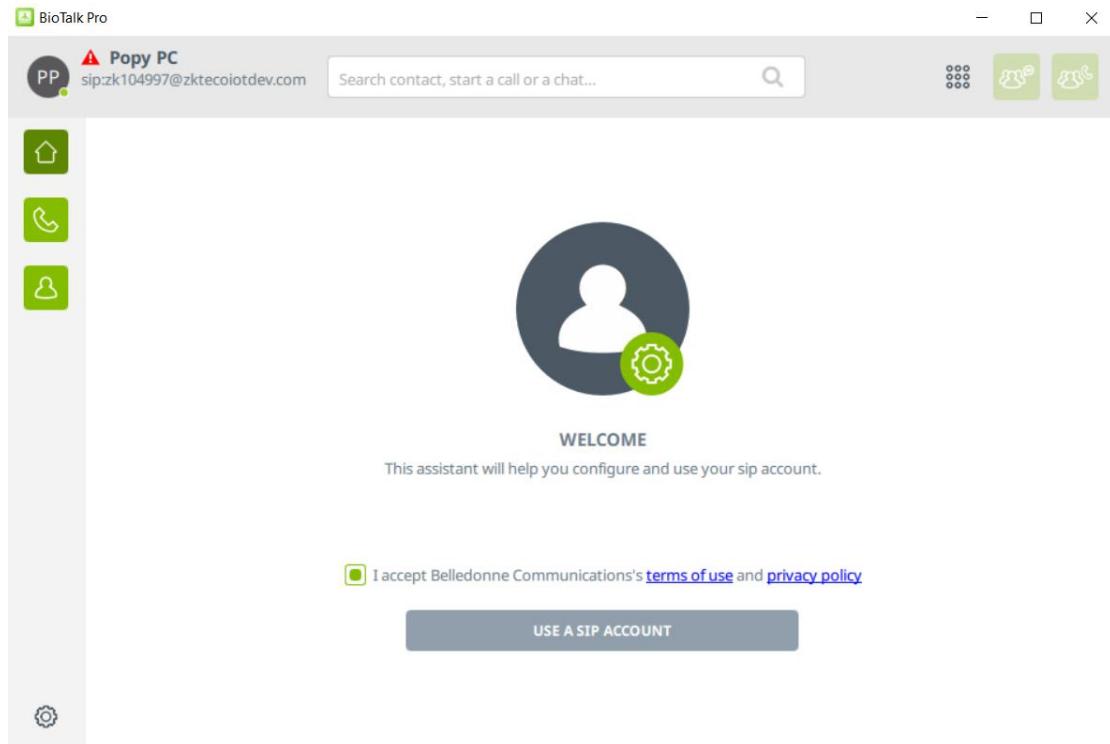 BioTalk Pro
PP
Popy PC
sip:zk104997@zktecoiotdev.com
Search contact, start a call or a chat...
WELCOME
This assistant will help you configure and use your sip account.
I accept Belledonne Communications's terms of use and privacy policy
USE A SIP ACCOUNT